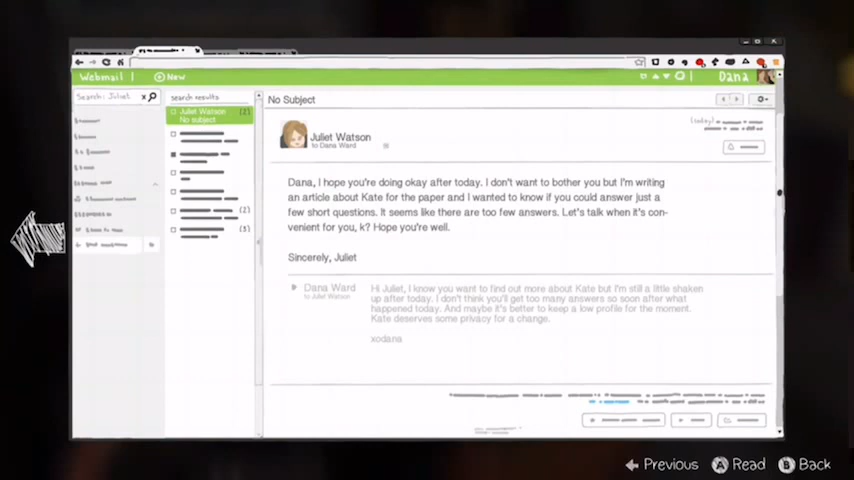 Webmail | New Dana
Search: Juliet x
search results
Juliet Watson (2)
No subject
(2)
(3)
No Subject
(today)
Juliet Watson
to Dana Ward
Dana, I hope you're doing okay after today. I don't want to bother you but I'm writing
an article about Kate for the paper and I wanted to know if you could answer just a
few short questions. It seems like there are too few answers. Let's talk when it's con-
venient for you, k? Hope you're well.
Sincerely, Juliet
Dana Ward
to Juliet Watson
Hi Juliet, I know you want to find out more about Kate but I'm still a little shaken
up after today. I don't think you'll get too many answers so soon after what
happened today. And maybe it's better to keep a low profile for the moment.
Kate deserves some privacy for a change.
xodana
Previous A Read B Back